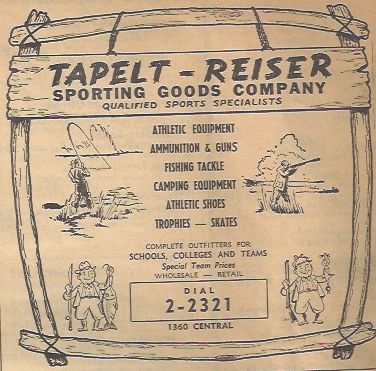 TAPELT - REISER
SPORTING GOODS COMPANY
QUALIFIED SPORTS SPECIALISTS
ATHLETIC EQUIPMENT
AMMUNITION & GUNS
FISHING TACKLE
CAMPING EQUIPMENT
ATHLETIC SHOES
TROPHIES — SKATES
COMPLETE OUTFITTERS FOR
SCHOOLS, COLLEGES AND TEAMS
Special Team Prices
WHOLESALE — RETAIL
DIAL
2-2321
1360 CENTRAL